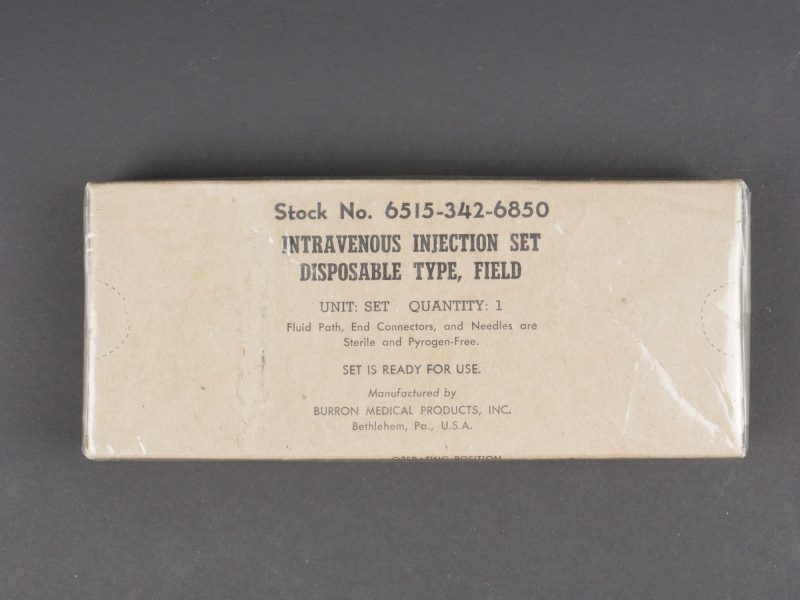 Stock No. 6515-342-6850
INTRAVENOUS INJECTION SET
DISPOSABLE TYPE, FIELD
UNIT: SET QUANTITY: 1
Fluid Path, End Connectors, and Needles are
Sterile and Pyrogen-Free.
SET IS READY FOR USE.
Manufactured by
BURRON MEDICAL PRODUCTS, INC.
Bethlehem, Pa., U.S.A.
OPERATING POSITION